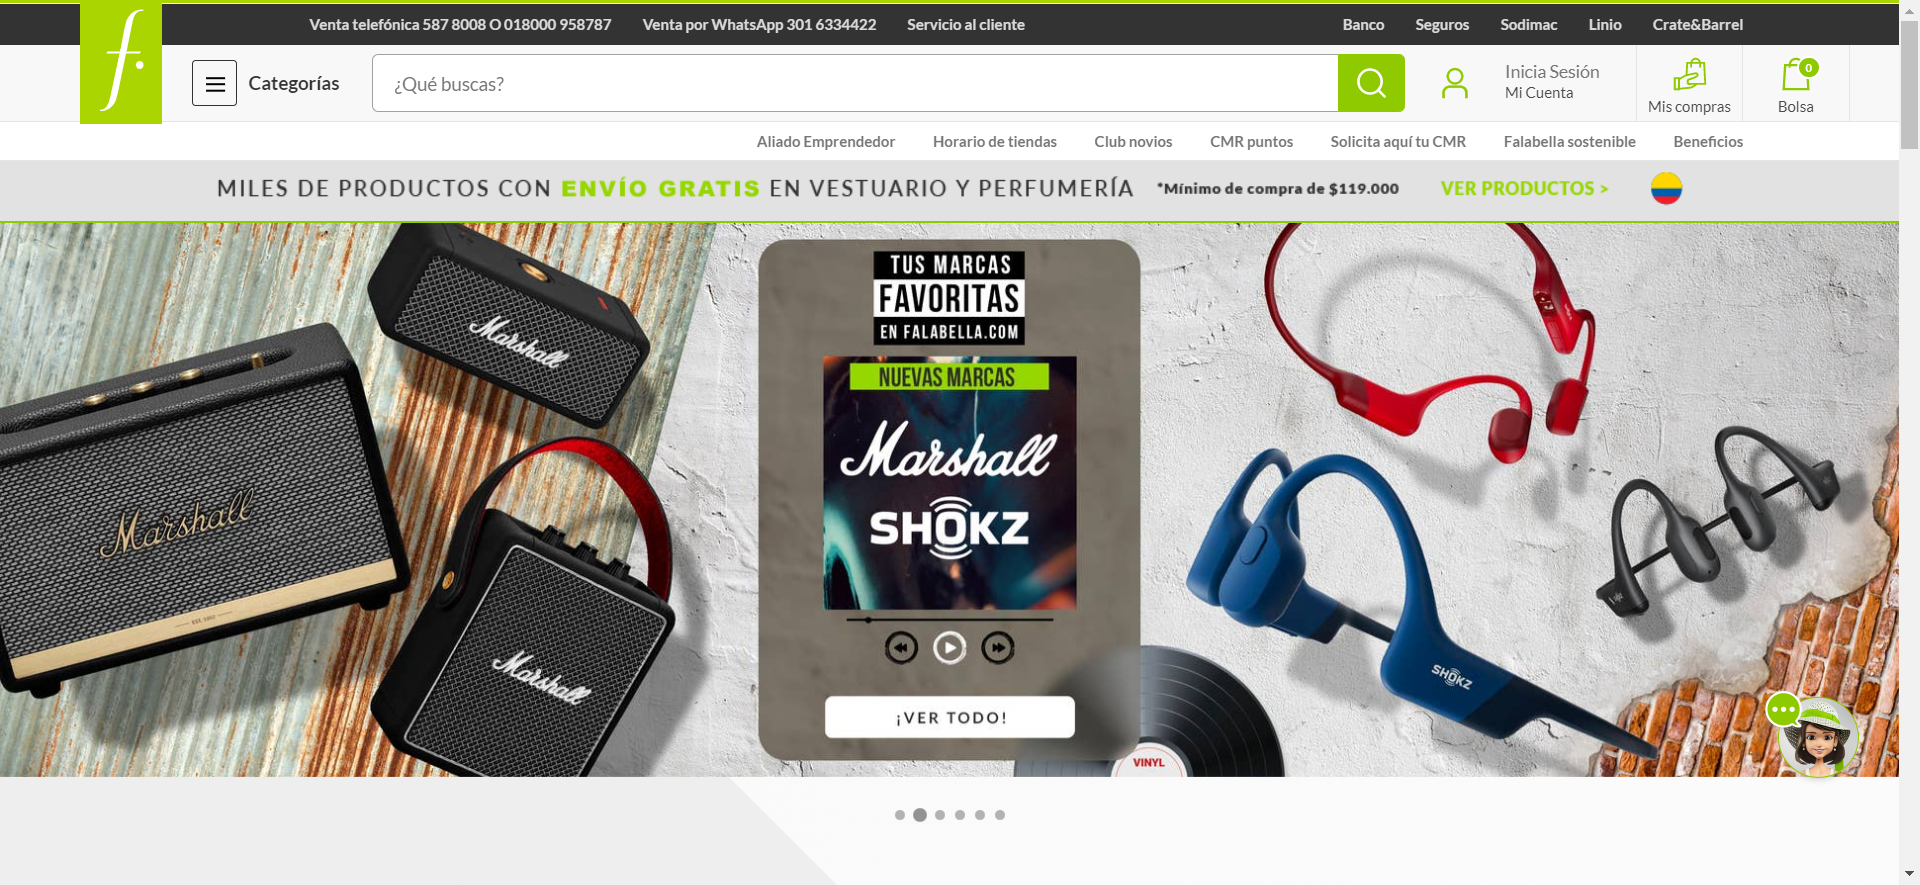 Venta telefónica 587 8008 O 018000 958787 Venta por WhatsApp 301 6334422 Servicio al cliente Banco Seguros Sodimac Linio Crate&Barrel
f.
Categorías
¿Qué buscas?
Inicia Sesión
Mi Cuenta
Mis compras
0
Bolsa
Aliado Emprendedor Horario de tiendas Club novios CMR puntos Solicita aquí tu CMR Falabella sostenible Beneficios
MILES DE PRODUCTOS CON ENVÍO GRATIS EN VESTUARIO Y PERFUMERÍA *Mínimo de compra de $119.000 VER PRODUCTOS >
TUS MARCAS
FAVORITAS
EN FALABELLA.COM
NUEVAS MARCAS
Marshall
SHOKZ
¡VER TODO!
Marshall
Marshall
Marshall
SHOKZ
VINYL